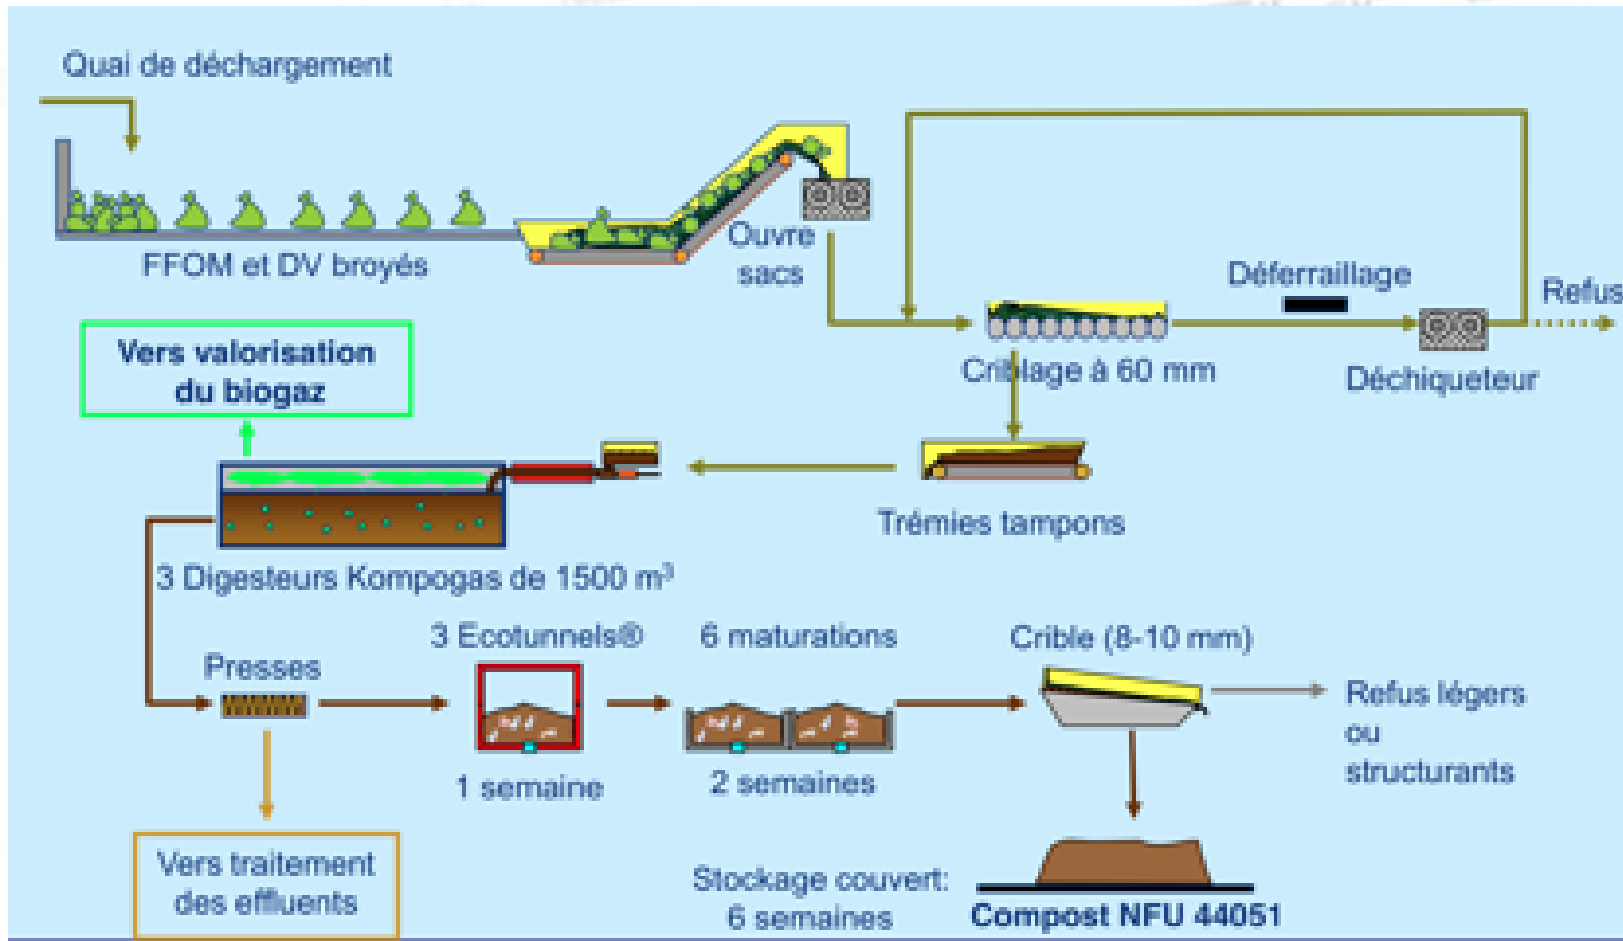 Quai de déchargement
FFOM et DV broyés
Ouvre
sacs
Déferraillage
Refus
Criblage à 60 mm
Déchiqueteur
Vers valorisation
du biogaz
Trémies tampons
3 Digesteurs Kompogas de 1500 m³
3 Ecotunnels®
6 maturations
Crible (8-10 mm)
Presses
Refus légers
ou
structurants
1 semaine
2 semaines
Vers traitement
des effluents
Stockage couvert:
6 semaines
Compost NFU 44051